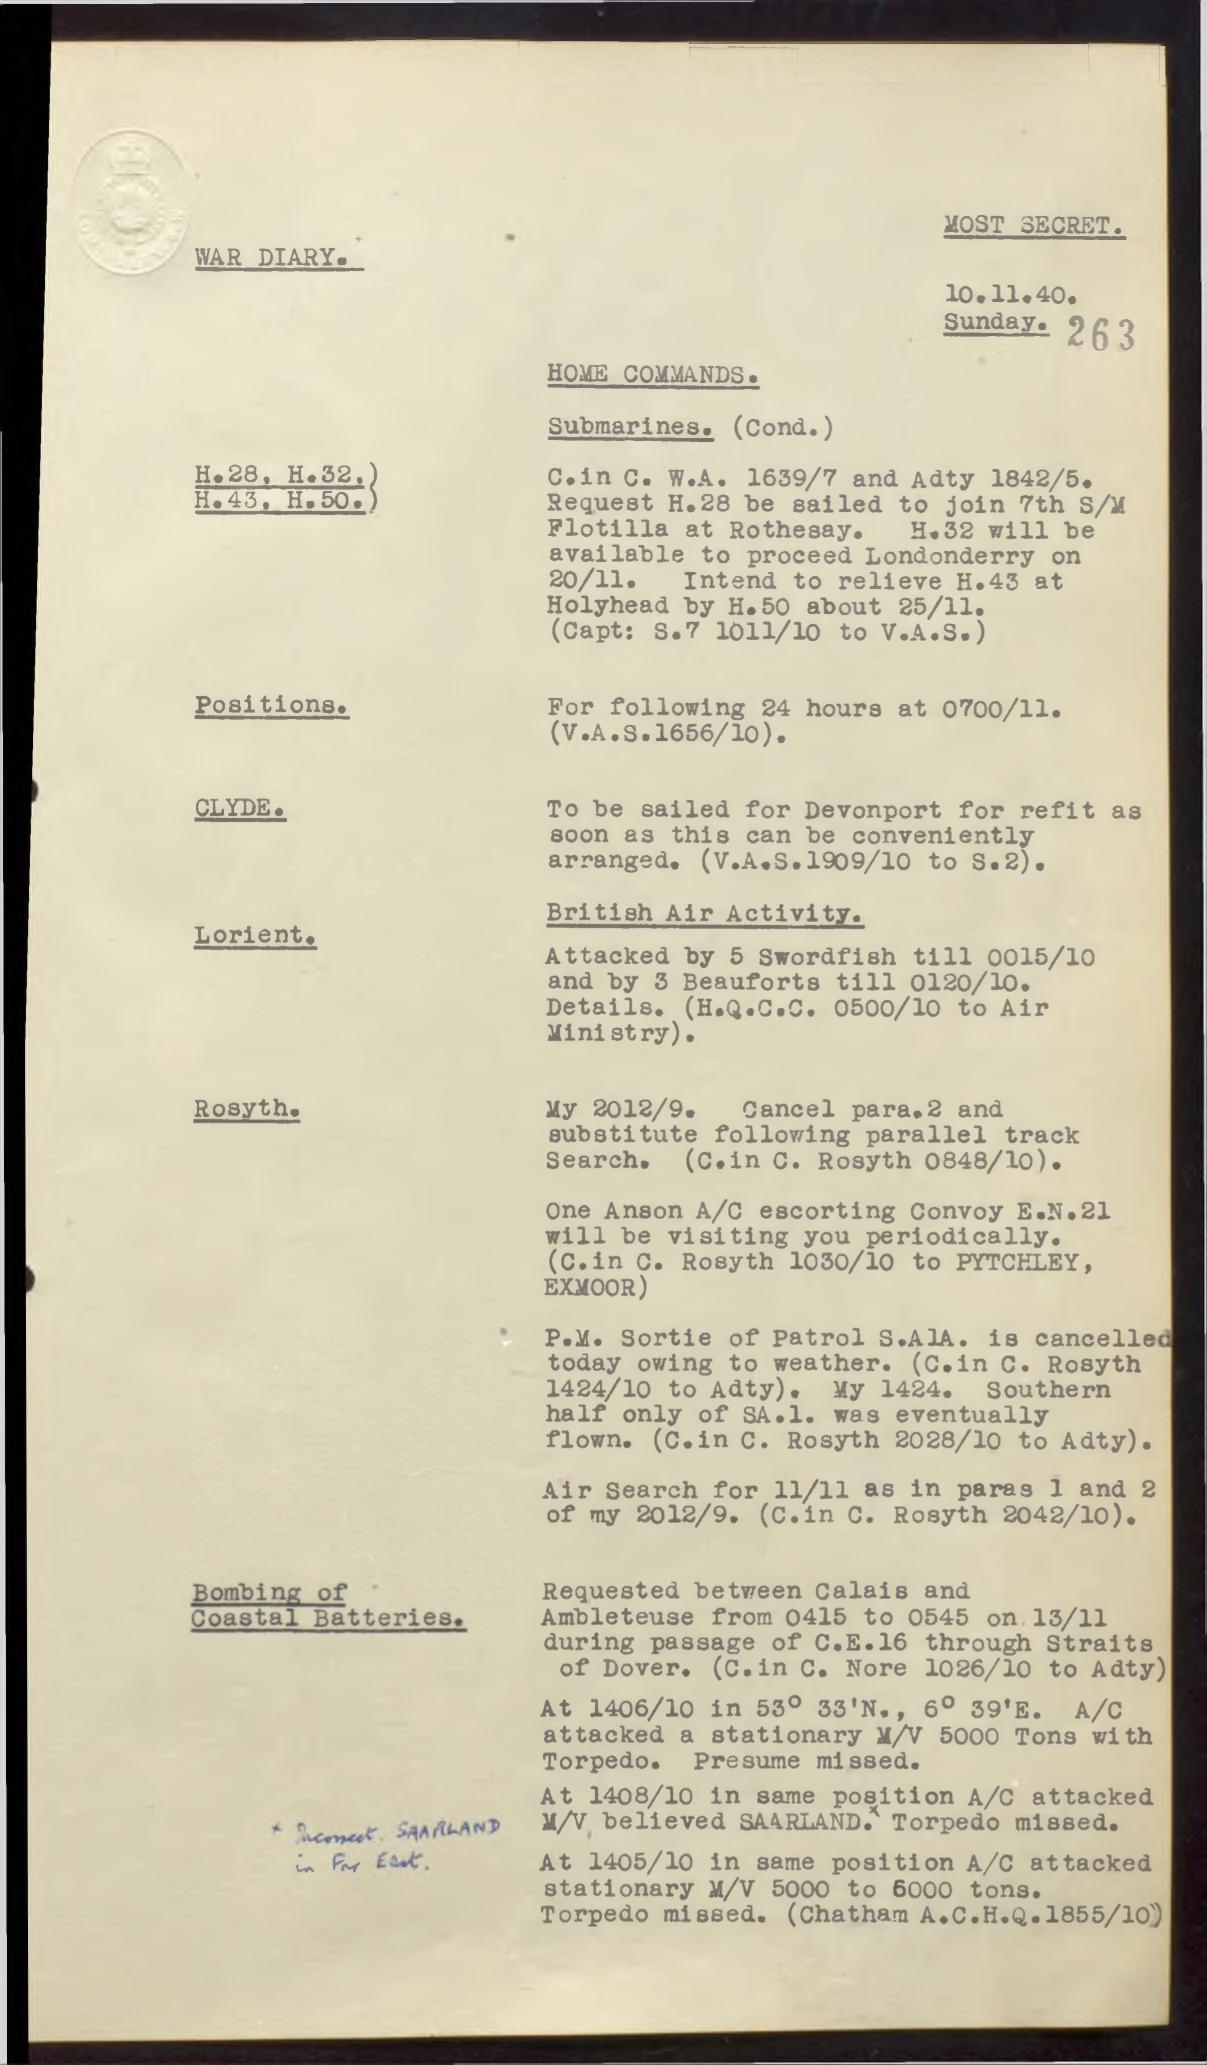 MOST SECRET.
WAR DIARY.
10.11.40.
Sunday. 263
HOME COMMANDS.
Submarines. (Cond.)
H.28, H.32,)
H.43, H.50.)
C.in C. W.A. 1639/7 and Adty 1842/5.
Request H.28 be sailed to join 7th S/M
Flotilla at Rothesay. H.32 will be
available to proceed Londonderry on
20/11. Intend to relieve H.43 at
Holyhead by H.50 about 25/11.
(Capt: S.7 1011/10 to V.A.S.)
Positions.
For following 24 hours at 0700/11.
(V.A.S.1656/10).
CLYDE.
To be sailed for Devonport for refit as
soon as this can be conveniently
arranged. (V.A.S.1909/10 to S.2).
British Air Activity.
Lorient.
Attacked by 5 Swordfish till 0015/10
and by 3 Beauforts till 0120/10.
Details. (H.Q.C.C. 0500/10 to Air
Ministry).
Rosyth.
My 2012/9. Cancel para.2 and
substitute following parallel track
Search. (C.in C. Rosyth 0848/10).
One Anson A/C escorting Convoy E.N.21
will be visiting you periodically.
(C.in C. Rosyth 1030/10 to PYTCHLEY,
EXMOOR)
P.M. Sortie of Patrol S.A1A. is cancelled
today owing to weather. (C.in C. Rosyth
1424/10 to Adty). My 1424. Southern
half only of SA.1. was eventually
flown. (C.in C. Rosyth 2028/10 to Adty).
Air Search for 11/11 as in paras 1 and 2
of my 2012/9. (C.in C. Rosyth 2042/10).
Bombing of
Coastal Batteries.
Requested between Calais and
Ambleteuse from 0415 to 0545 on 13/11
during passage of C.E.16 through Straits
of Dover. (C.in C. Nore 1026/10 to Adty)
At 1406/10 in 53° 33'N., 6° 39'E. A/C
attacked a stationary M/V 5000 Tons with
Torpedo. Presume missed.
At 1408/10 in same position A/C attacked
M/V believed SAARLAND.* Torpedo missed.
* Incorrect. SAARLAND
in Far East.
At 1405/10 in same position A/C attacked
stationary M/V 5000 to 6000 tons.
Torpedo missed. (Chatham A.C.H.Q.1855/10)